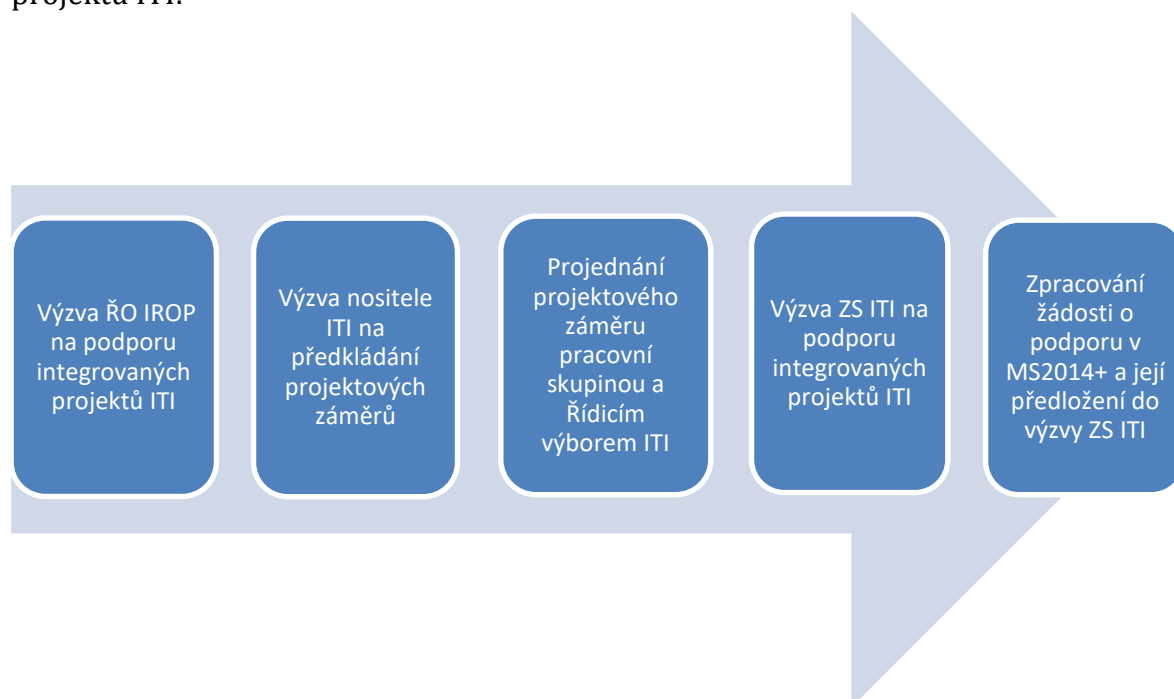 projektu ITI.
Výzva ŘO IROP
na podporu
integrovaných
projektů ITI
Výzva nositele
ITI na
předkládání
projektových
záměrů
Projednání
projektového
záměru
pracovní
skupinou a
Řídicím
výborem ITI
Výzva ZS ITI na
podporu
integrovaných
projektů ITI
Zpracování
žádosti o
podporu v
MS2014+ a její
předložení do
výzvy ZS ITI